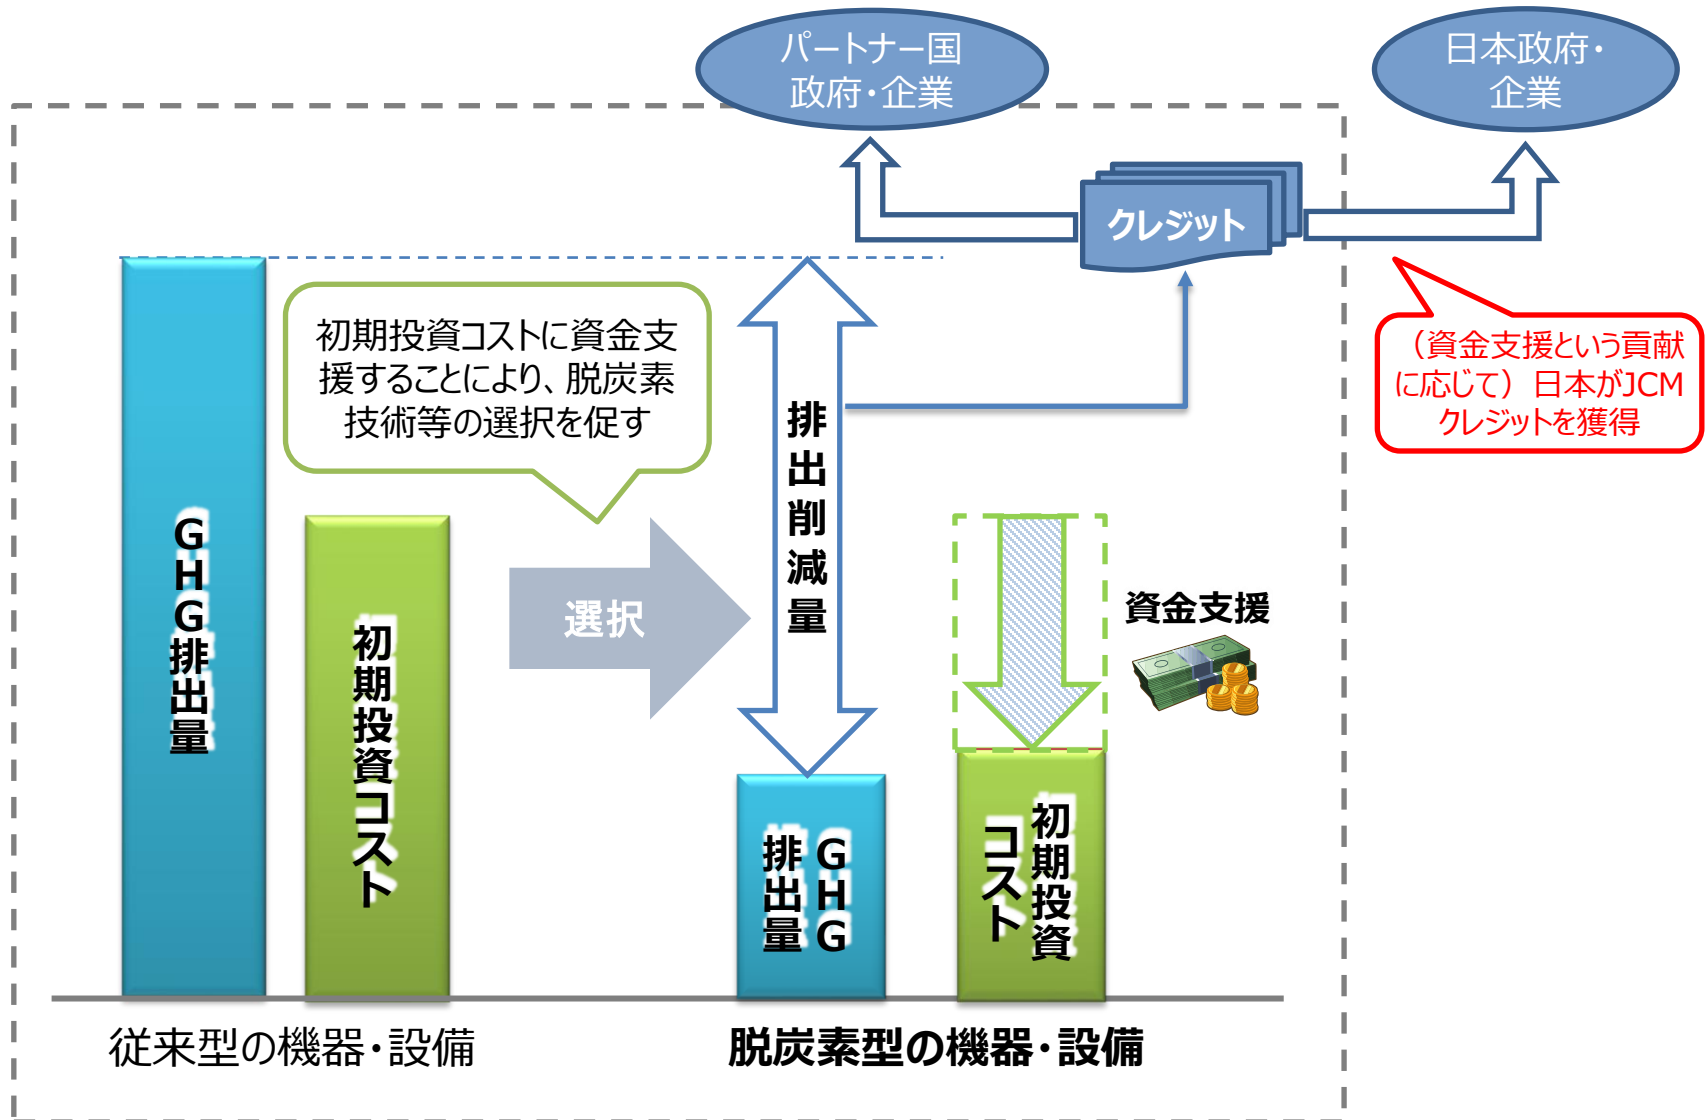 パートナー国
政府・企業
日本政府・
企業
クレジット
初期投資コストに資金支
援することにより、脱炭素
技術等の選択を促す
（資金支援という貢献
に応じて）日本がJCM
クレジットを獲得
GHG排出量
初期投資コスト
選択
排出削減量
資金支援
GHG
排出量
初期投資
コスト
従来型の機器・設備
脱炭素型の機器・設備